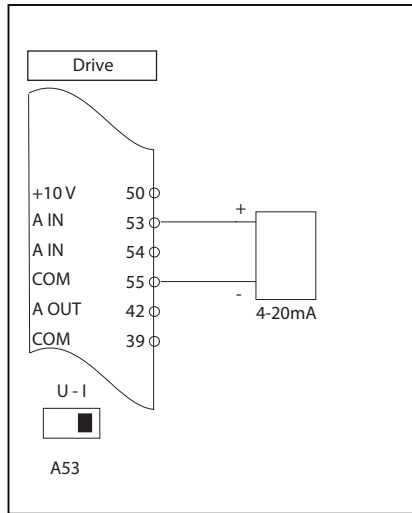 Drive
+10 V 50
A IN 53
A IN 54
COM 55
A OUT 42
COM 39
+
-
4-20mA
U - I
A53